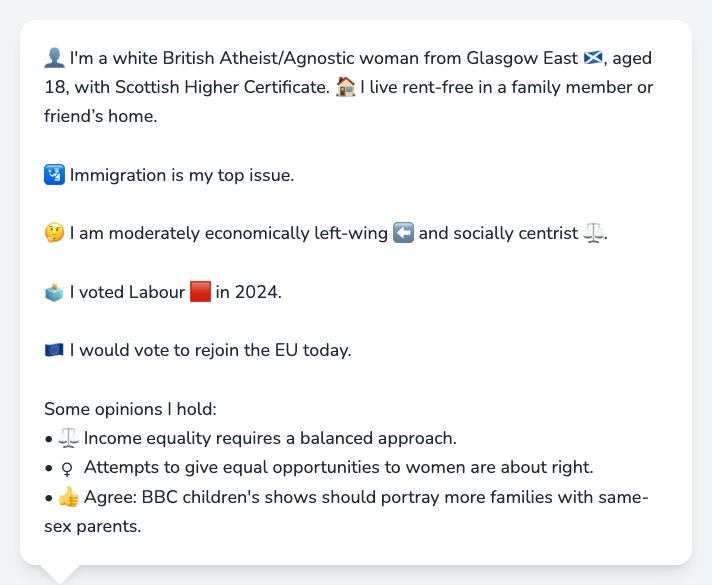 👤 I'm a white British Atheist/Agnostic woman from Glasgow East 🏴󠁧󠁢󠁳󠁣󠁴󠁿, aged
18, with Scottish Higher Certificate. 🏠 I live rent-free in a family member or
friend’s home.
🛂 Immigration is my top issue.
🤔 I am moderately economically left-wing ⬅️ and socially centrist ⚖️.
🗳️ I voted Labour 🟥 in 2024.
🇪🇺 I would vote to rejoin the EU today.
Some opinions I hold:
• ⚖️ Income equality requires a balanced approach.
• ♀ Attempts to give equal opportunities to women are about right.
• 👍 Agree: BBC children's shows should portray more families with same-
sex parents.